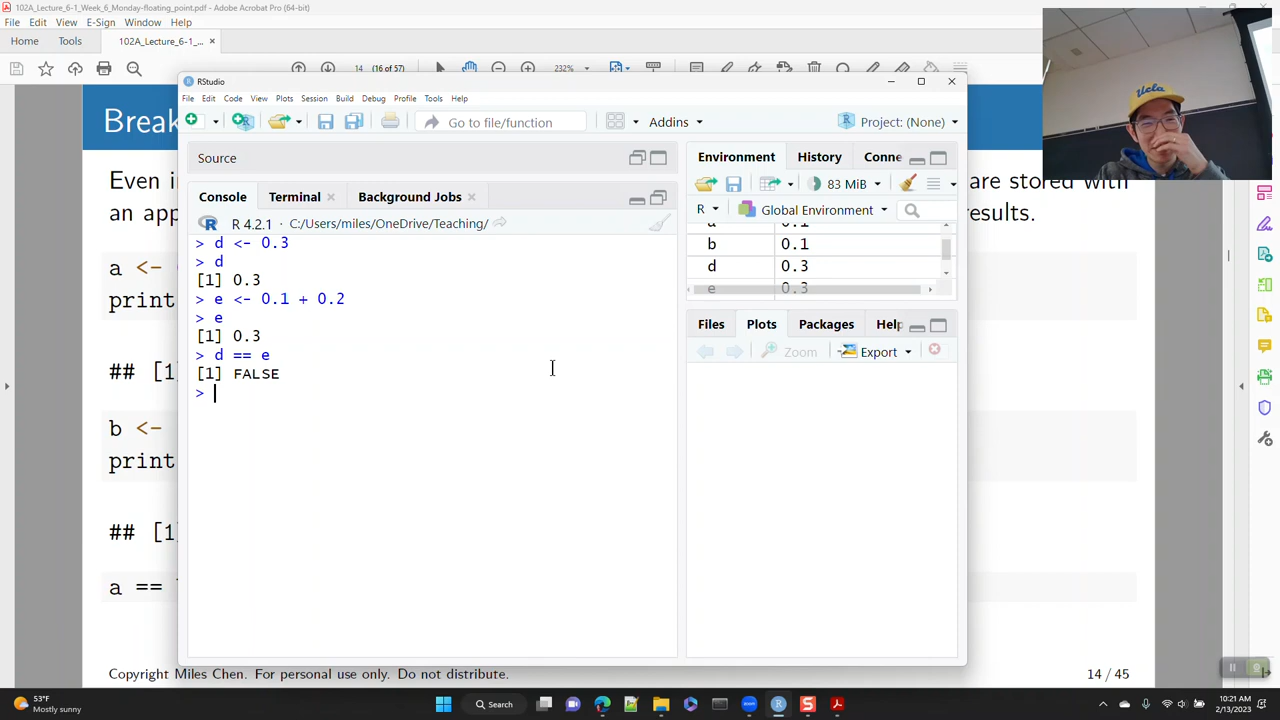 102A_Lecture_6-1_Week_6_Monday-floating_point.pdf - Adobe Acrobat Pro (64-bit)
File Edit View E-Sign Window Help
Home Tools 102A_Lecture_6-1_... ×
14 (16 of 57) 232%
Break
Even i are stored with
an app results.
a <-
print
## [1
b <-
print
## [1
a ==
Copyright Miles Chen. For personal use only. Do not distribute. 14 / 45
RStudio
File Edit Code View Plots Session Build Debug Profile Tools Help
Go to file/function Addins Project: (None)
Source
Console Terminal × Background Jobs ×
R 4.2.1 · C:/Users/miles/OneDrive/Teaching/
> d <- 0.3
> d
[1] 0.3
> e <- 0.1 + 0.2
> e
[1] 0.3
> d == e
[1] FALSE
>
Environment History Conne
83 MiB
R Global Environment
a 0.1
b 0.1
d 0.3
e 0.3
Files Plots Packages Help
Zoom Export
Ucla
53°F
Mostly sunny
Search
zoom
10:21 AM
2/13/2023